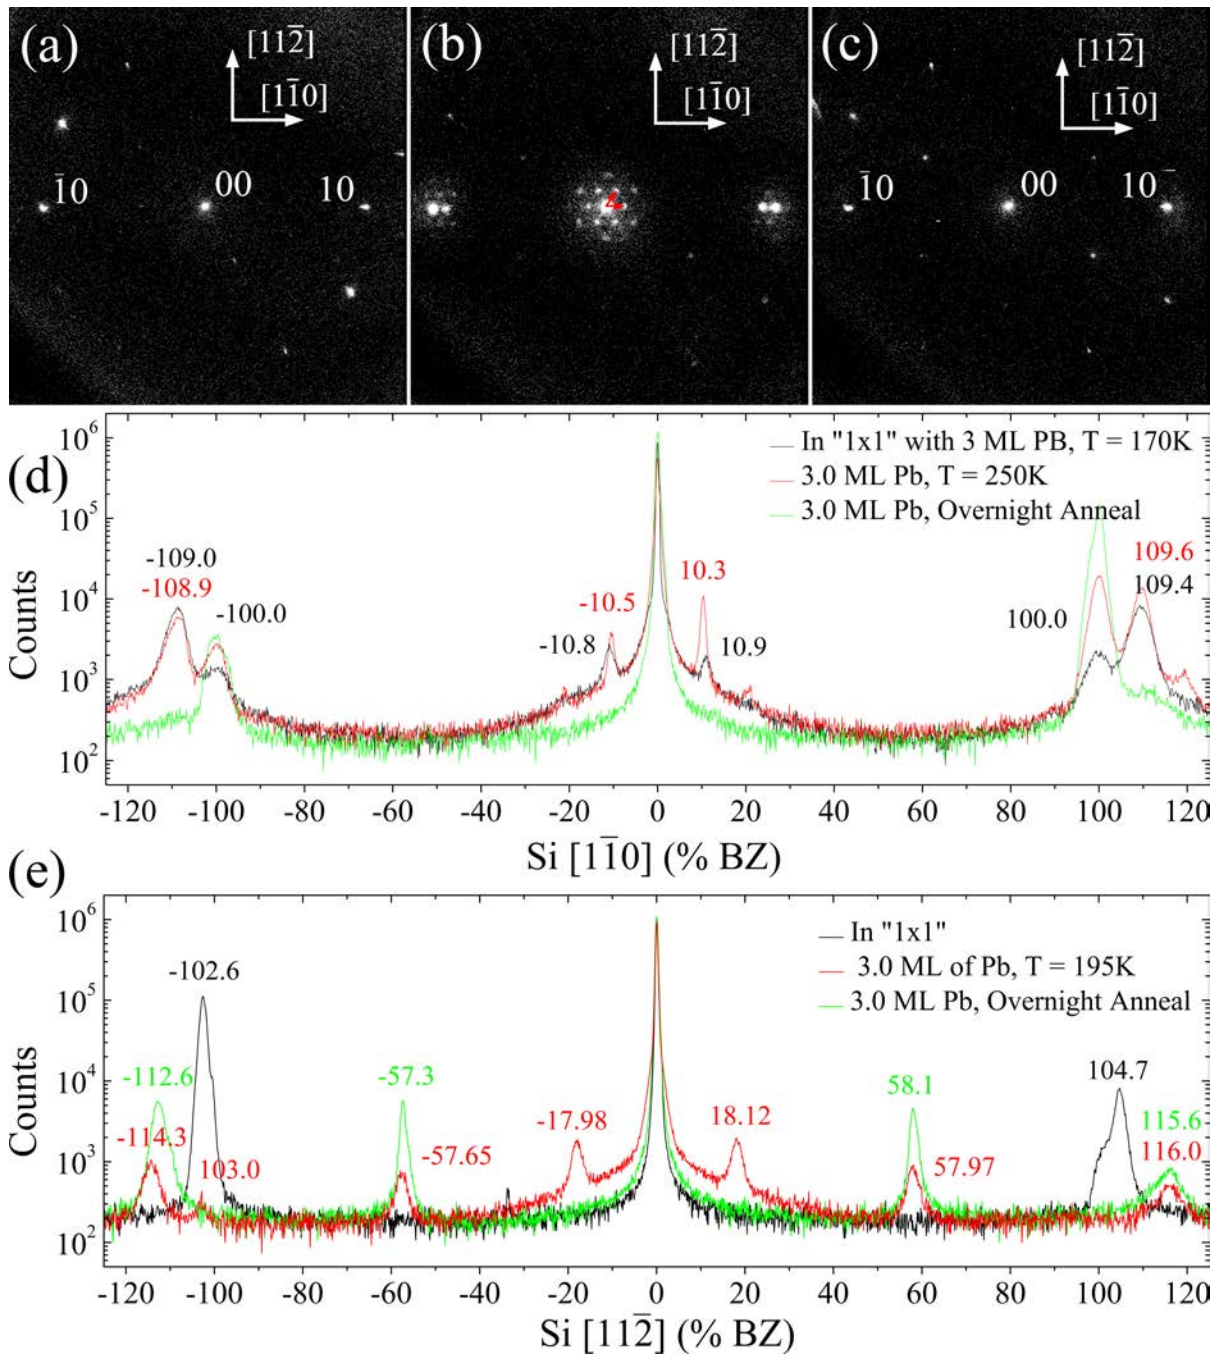 (a) [11̅2̅] [11̅0]
(b) [112̅] [11̅0]
(c) [112̅] [11̅0]
1̅0 00 10
1̅0 00 10¯
(d)
10⁶
10⁵
10⁴
10³
10²
Counts
In "1x1" with 3 ML PB, T = 170K
3.0 ML Pb, T = 250K
3.0 ML Pb, Overnight Anneal
-109.0
-108.9
-100.0
-10.5
-10.8
10.3
10.9
100.0
109.6
109.4
-120 -100 -80 -60 -40 -20 0 20 40 60 80 100 120
Si [11̅0] (% BZ)
(e)
10⁶
10⁵
10⁴
10³
10²
Counts
In "1x1"
3.0 ML of Pb, T = 195K
3.0 ML Pb, Overnight Anneal
-102.6
-112.6
-114.3
103.0
-57.3
-57.65
-17.98
18.12
58.1
57.97
104.7
115.6
116.0
-120 -100 -80 -60 -40 -20 0 20 40 60 80 100 120
Si [112̅] (% BZ)